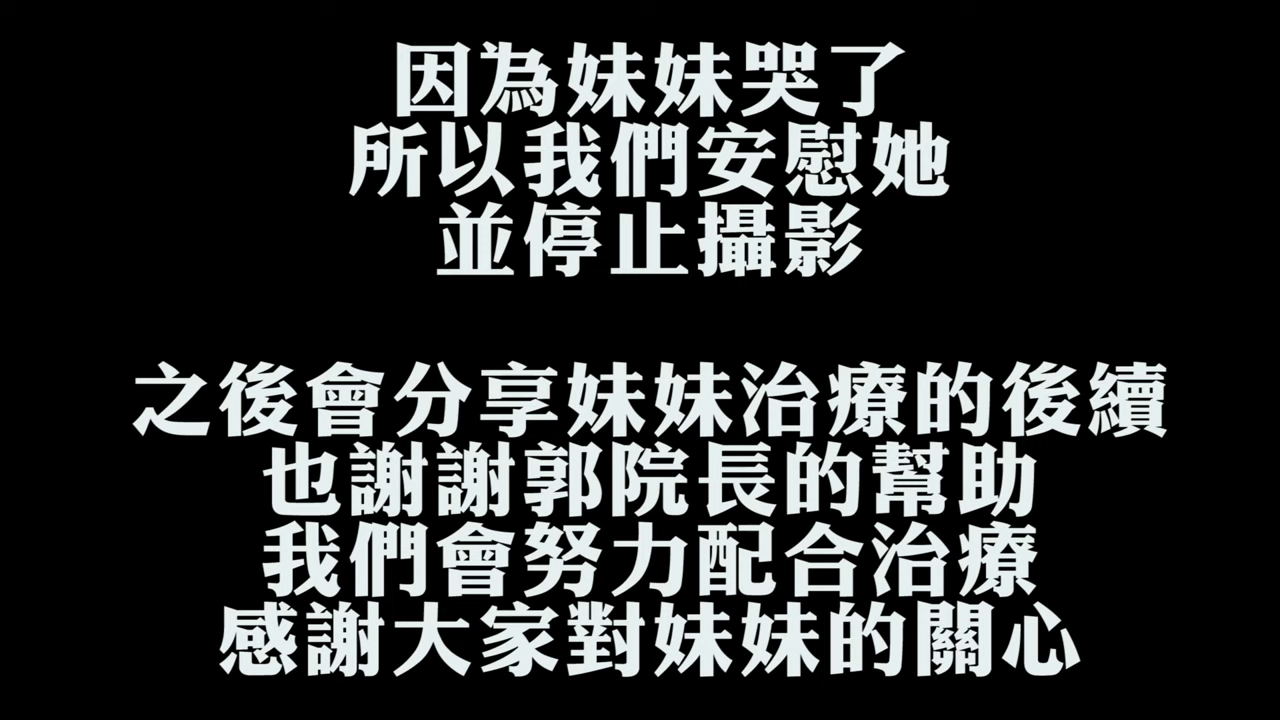 因為妹妹哭了
所以我們安慰她
並停止攝影
之後會分享妹妹治療的後續
也謝謝郭院長的幫助
我們會努力配合治療
感謝大家對妹妹的關心